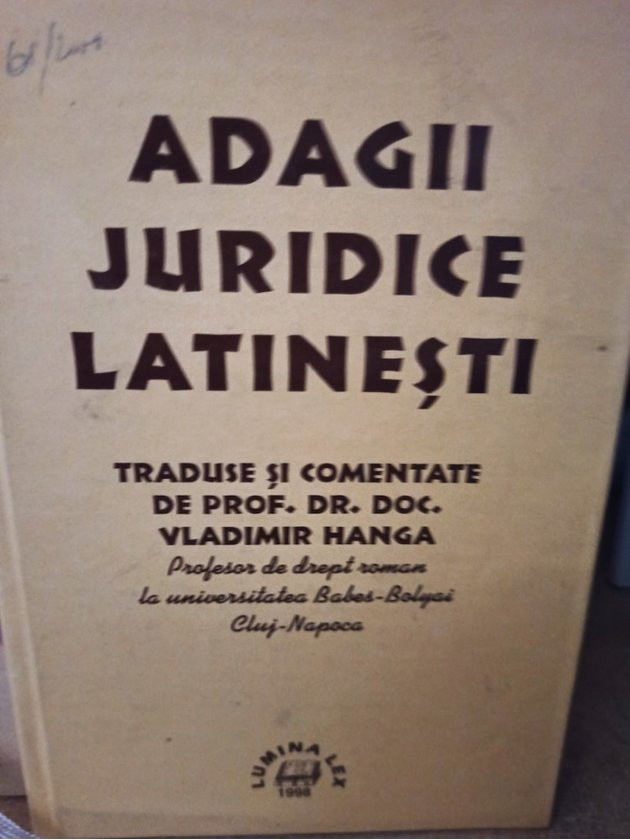 ADAGII
JURIDICE
LATINEȘTI
TRADUSE ȘI COMENTATE
DE PROF. DR. DOC.
VLADIMIR HANGA
Profesor de drept roman
la universitatea Babes-Bolyai
Cluj-Napoca
LUMINA LEX
1998